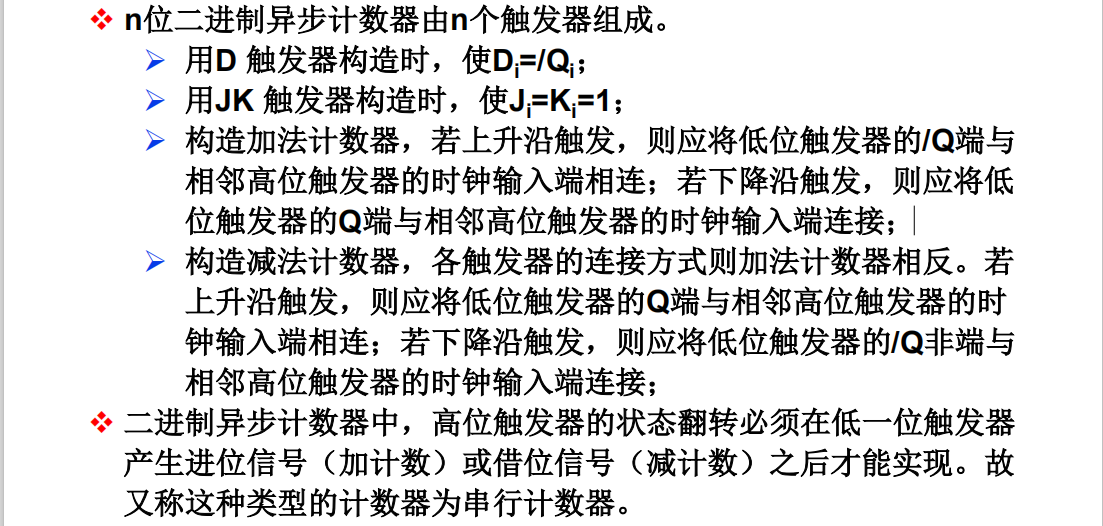 ❖ n位二进制异步计数器由n个触发器组成。
➢ 用D 触发器构造时，使Di=/Qi；
➢ 用JK 触发器构造时，使Ji=Ki=1；
➢ 构造加法计数器，若上升沿触发，则应将低位触发器的/Q端与
相邻高位触发器的时钟输入端相连；若下降沿触发，则应将低
位触发器的Q端与相邻高位触发器的时钟输入端连接；
➢ 构造减法计数器，各触发器的连接方式则加法计数器相反。若
上升沿触发，则应将低位触发器的Q端与相邻高位触发器的时
钟输入端相连；若下降沿触发，则应将低位触发器的/Q非端与
相邻高位触发器的时钟输入端连接；
❖ 二进制异步计数器中，高位触发器的状态翻转必须在低一位触发器
产生进位信号（加计数）或借位信号（减计数）之后才能实现。故
又称这种类型的计数器为串行计数器。